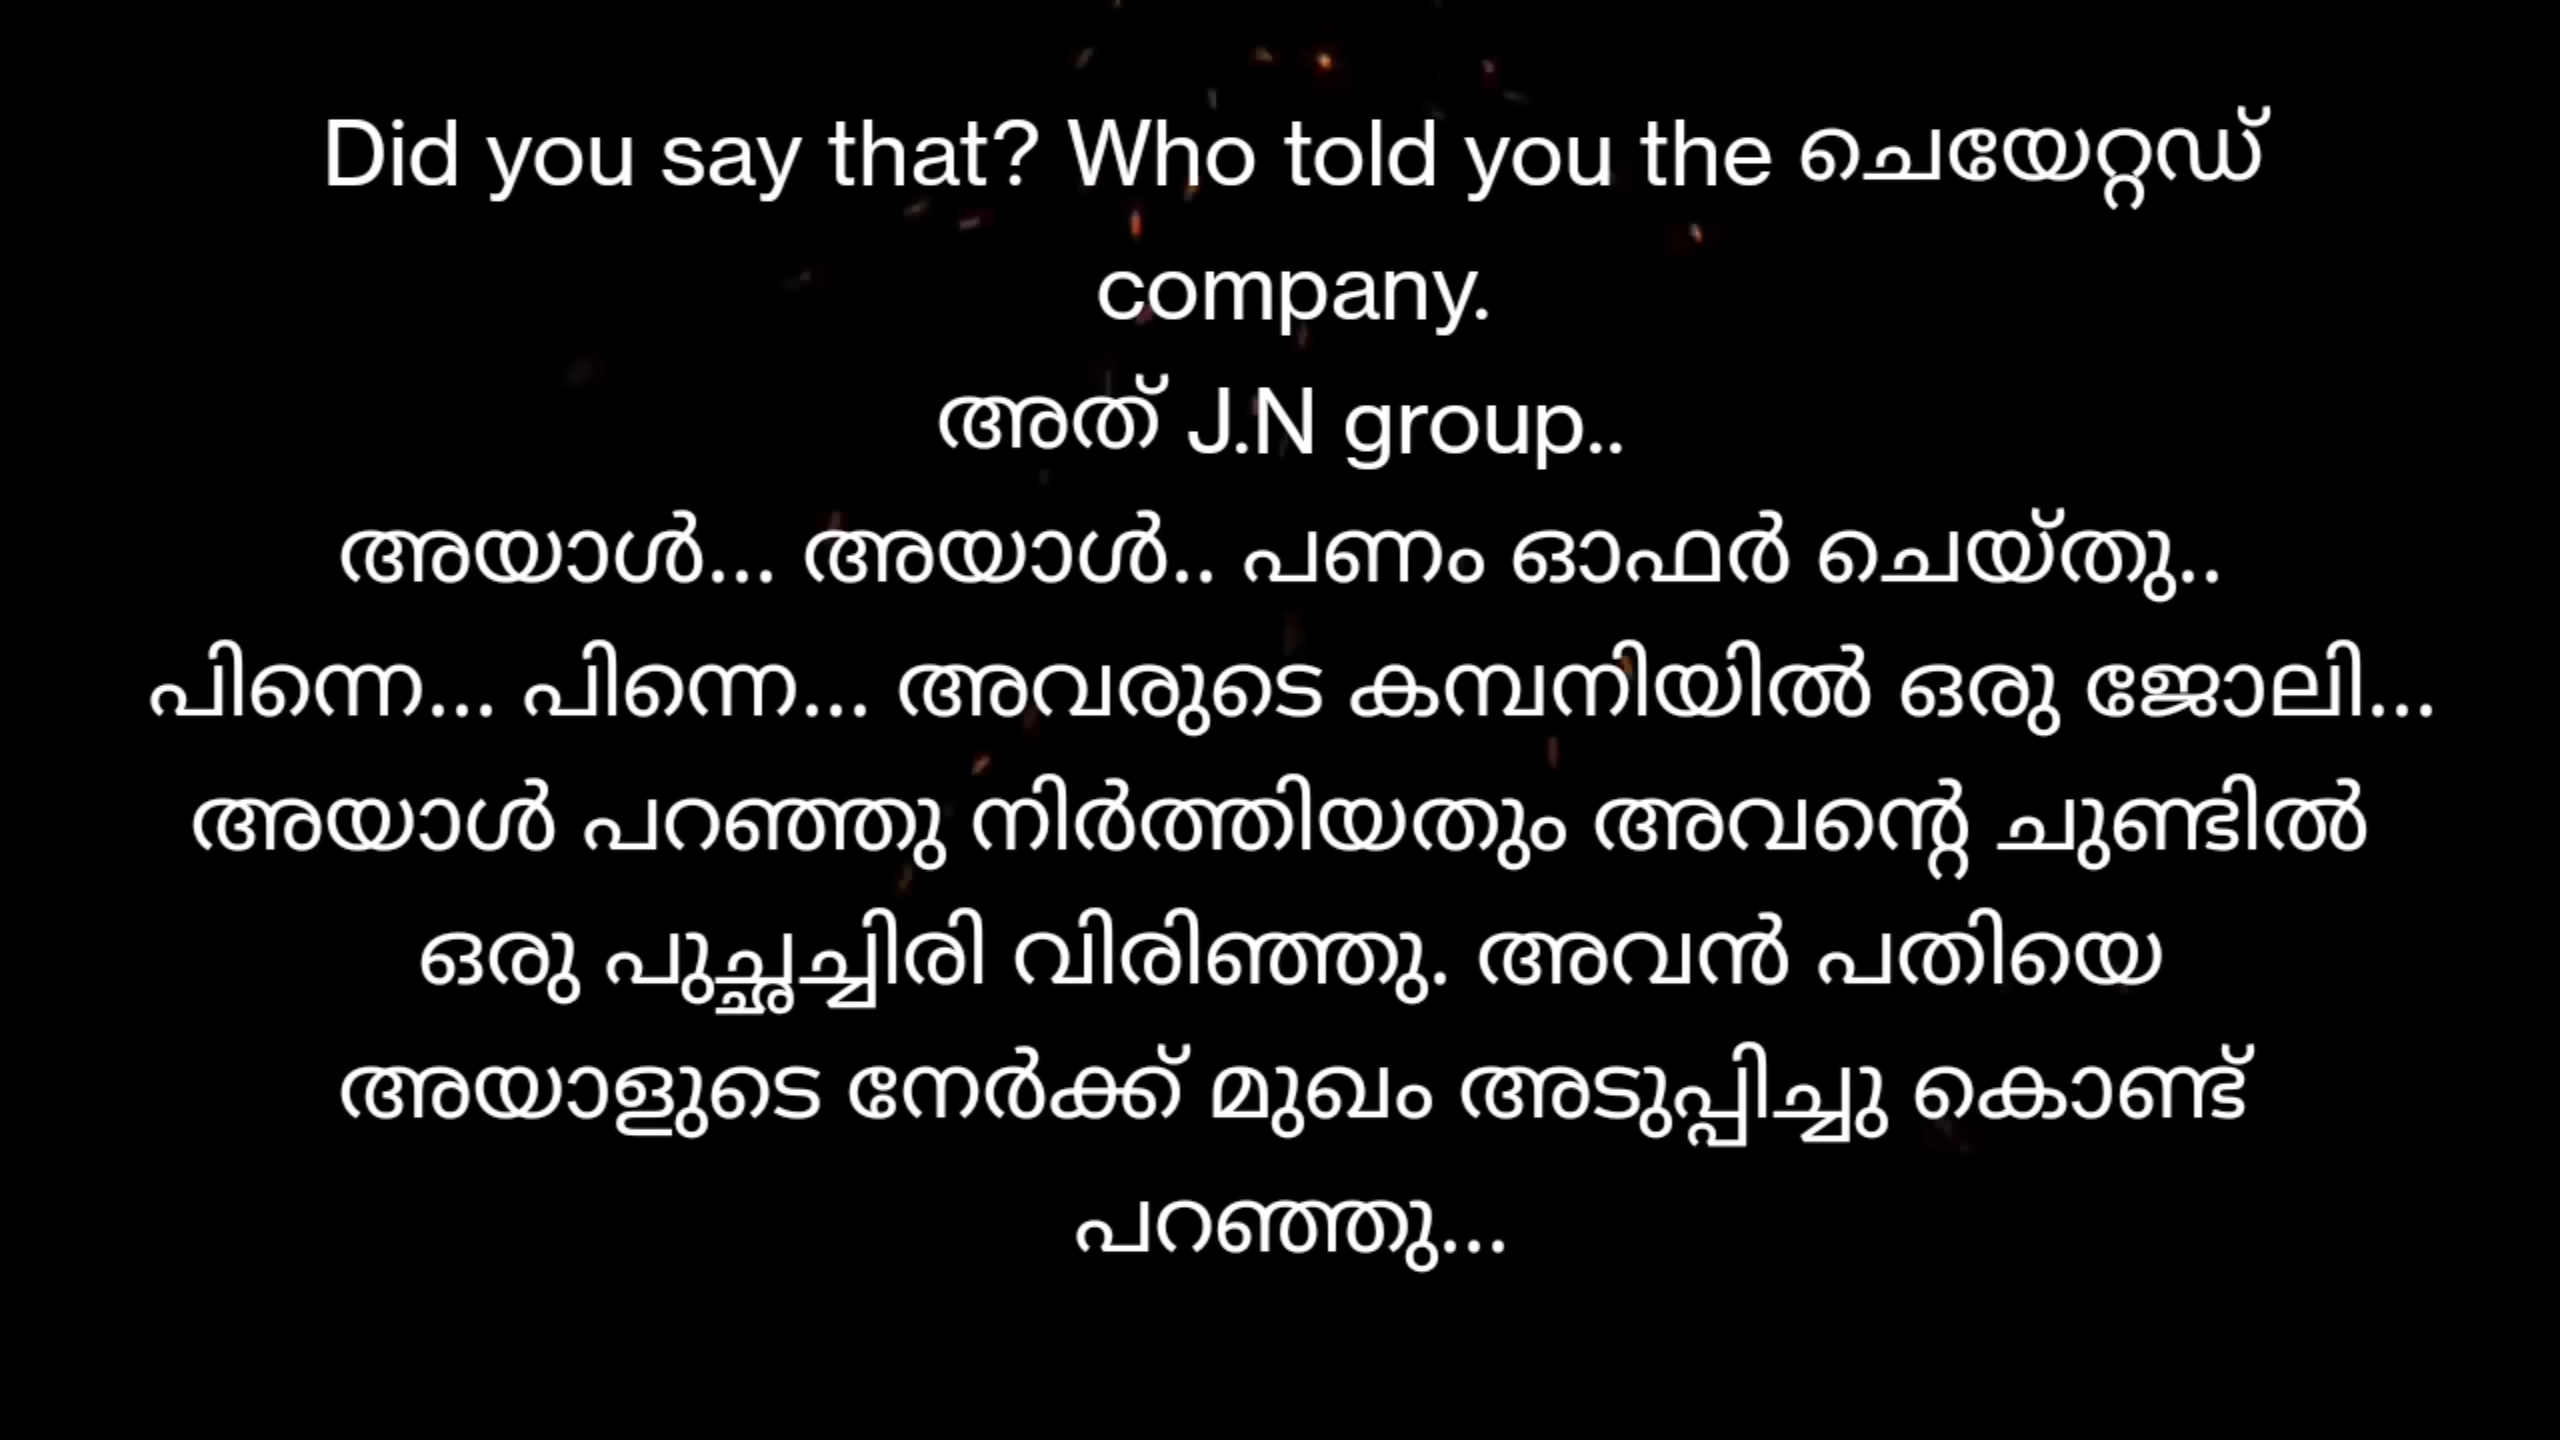 Did you say that? Who told you the ചെയേറ്റഡ്
company.
അത് J.N group..
അയാൾ... അയാൾ.. പണം ഓഫർ ചെയ്തു..
പിന്നെ... പിന്നെ... അവരുടെ കമ്പനിയിൽ ഒരു ജോലി...
അയാൾ പറഞ്ഞു നിർത്തിയതും അവന്റെ ചുണ്ടിൽ
ഒരു പുച്ഛച്ചിരി വിരിഞ്ഞു. അവൻ പതിയെ
അയാളുടെ നേർക്ക് മുഖം അടുപ്പിച്ചു കൊണ്ട്
പറഞ്ഞു...